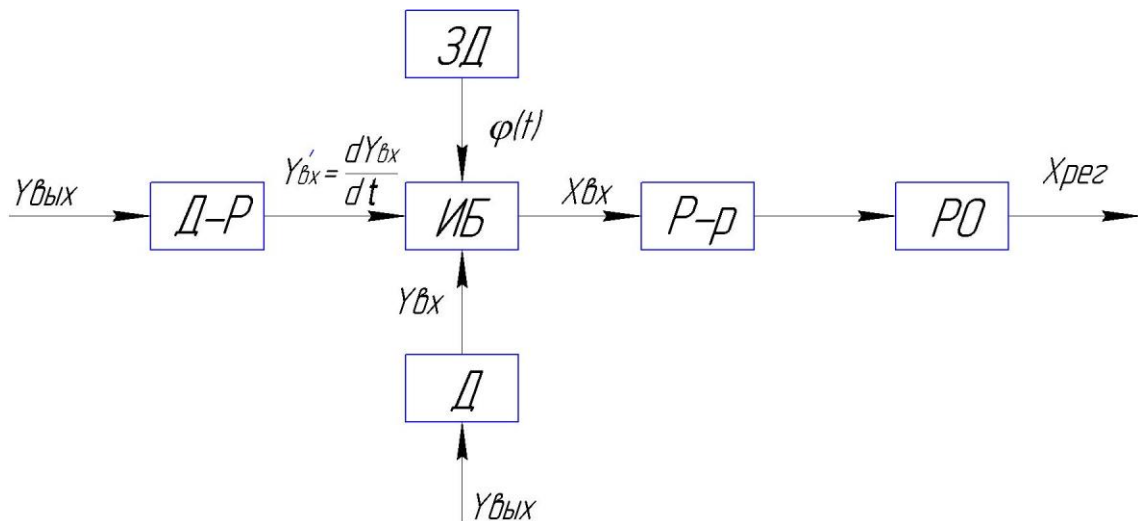 ЗД
φ(t)
Y'вх = dYвх/dt
Yвых
Д-Р
ИБ
Xвх
Р-р
РО
Xрег
Yвх
Д
Yвых